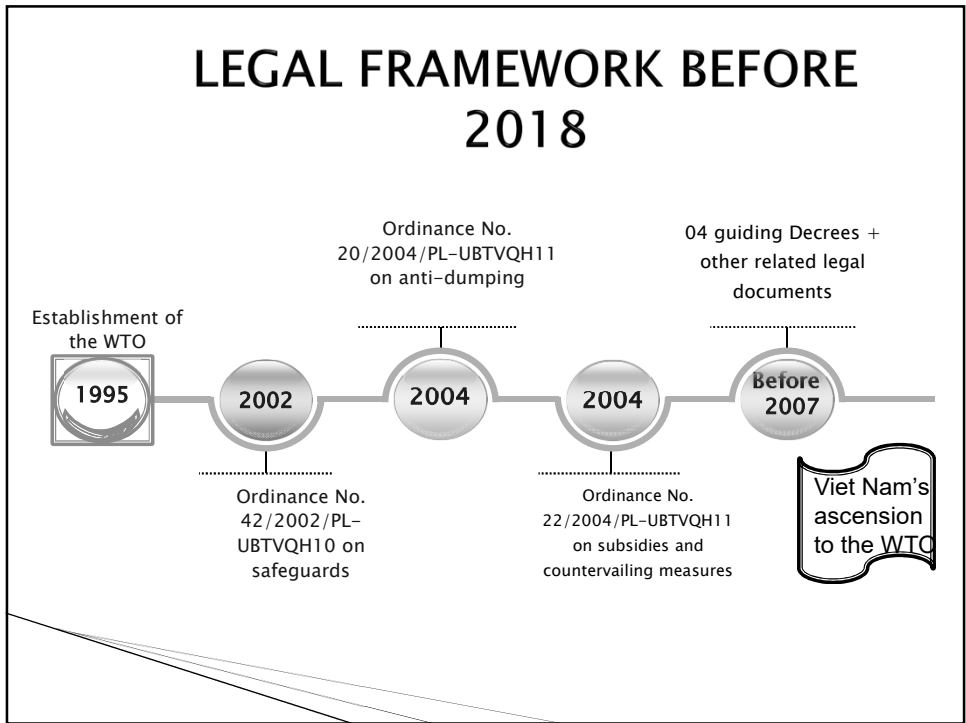 LEGAL FRAMEWORK BEFORE
2018
Establishment of
the WTO
1995
2002
Ordinance No.
42/2002/PL-
UBTVQH10 on
safeguards
Ordinance No.
20/2004/PL-UBTVQH11
on anti-dumping
2004
2004
Ordinance No.
22/2004/PL-UBTVQH11
on subsidies and
countervailing measures
04 guiding Decrees +
other related legal
documents
Before
2007
Viet Nam's
ascension
to the WTO